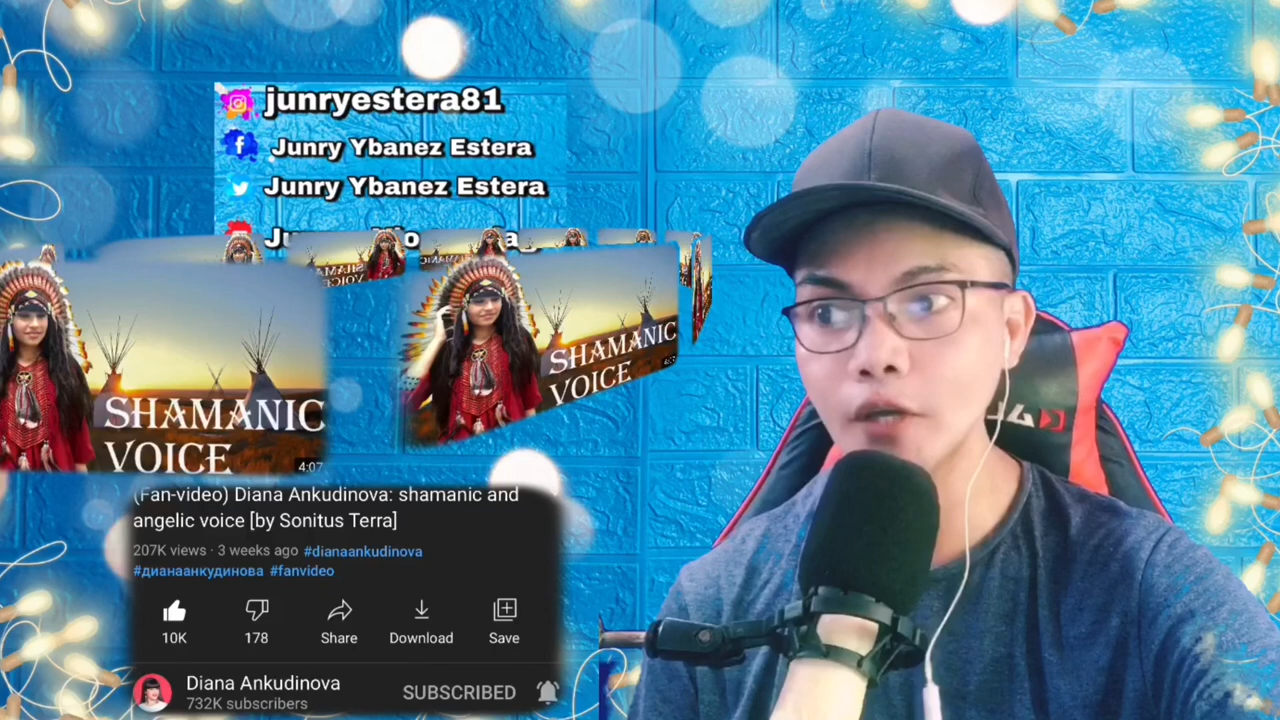 junryestera81
Junry Ybanez Estera
Junry Ybanez Estera
SHAMANIC
VOICE
SHAMANIC
VOICE
SHAMANIC
VOICE
4:07
(Fan-video) Diana Ankudinova: shamanic and
angelic voice [by Sonitus Terra]
207K views · 3 weeks ago #dianaankudinova
#дианаанкудинова #fanvideo
10K
178
Share
Download
Save
Diana Ankudinova
732K subscribers
SUBSCRIBED